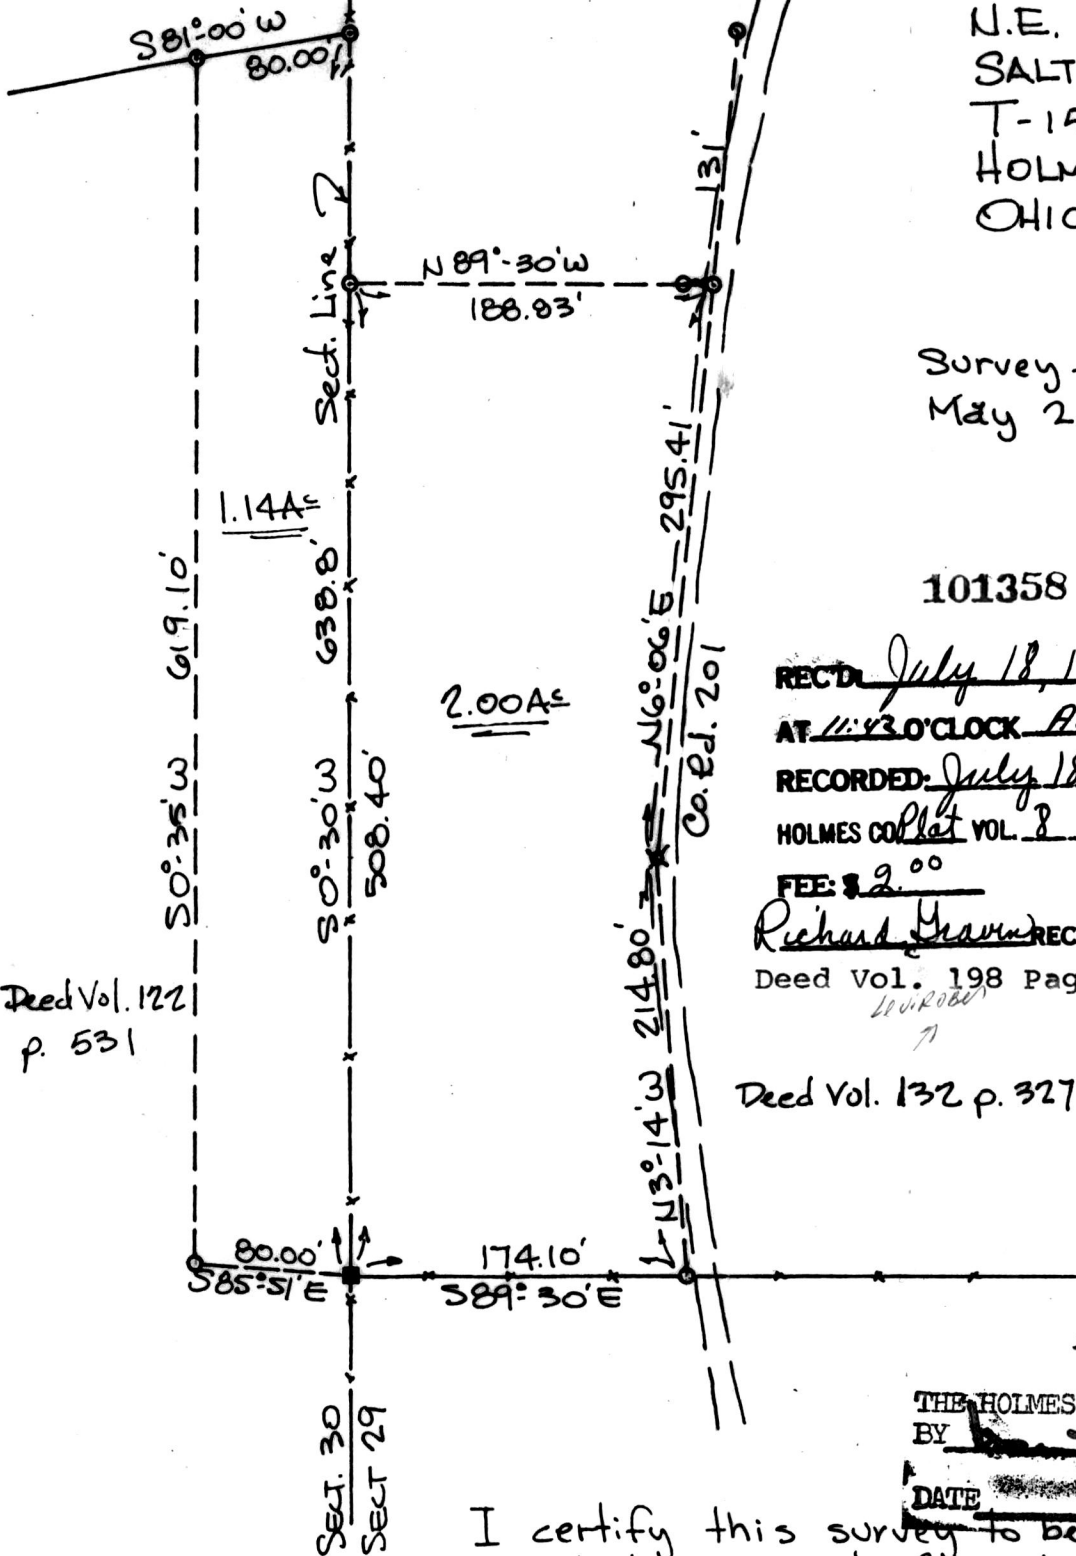 S81°-00'W
80.00'
N.E.
SALT
T-15
HOLM
OHIO
131'
Sect. Line
N89°-30'W
188.83'
Survey
May 2
1.14Ac
295.41'
N6°-06'E
619.10'
S0°-35'W
638.8'
S0°-30'W
508.40'
2.00Ac
Co. Rd. 201
101358
REC'D. July 18, 1
AT 11:43 O'CLOCK A
RECORDED: July 18
HOLMES CO Plat VOL. 8
FEE: $ 2.00
Richard Graven REC
Deed Vol. 198 Pag
Deed Vol. 122
p. 531
214.80'
N3°-14'W
Deed Vol. 132 p. 327
80.00'
S85°-51'E
174.10'
S89°-30'E
SECT. 30
SECT 29
THE HOLMES
BY
DATE
I certify this survey to be